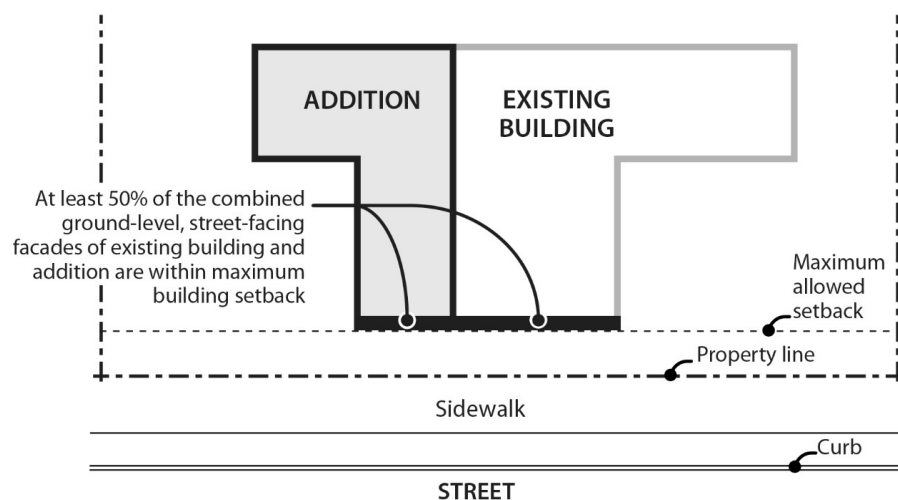 ADDITION
EXISTING
BUILDING
At least 50% of the combined
ground-level, street-facing
facades of existing building and
addition are within maximum
building setback
Maximum
allowed
setback
Property line
Sidewalk
Curb
STREET